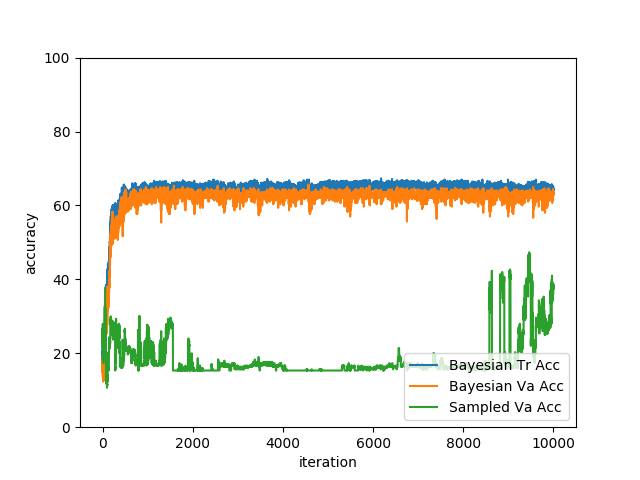 100
80
60
40
20
0
accuracy
0 2000 4000 6000 8000 10000
iteration
Bayesian Tr Acc
Bayesian Va Acc
Sampled Va Acc